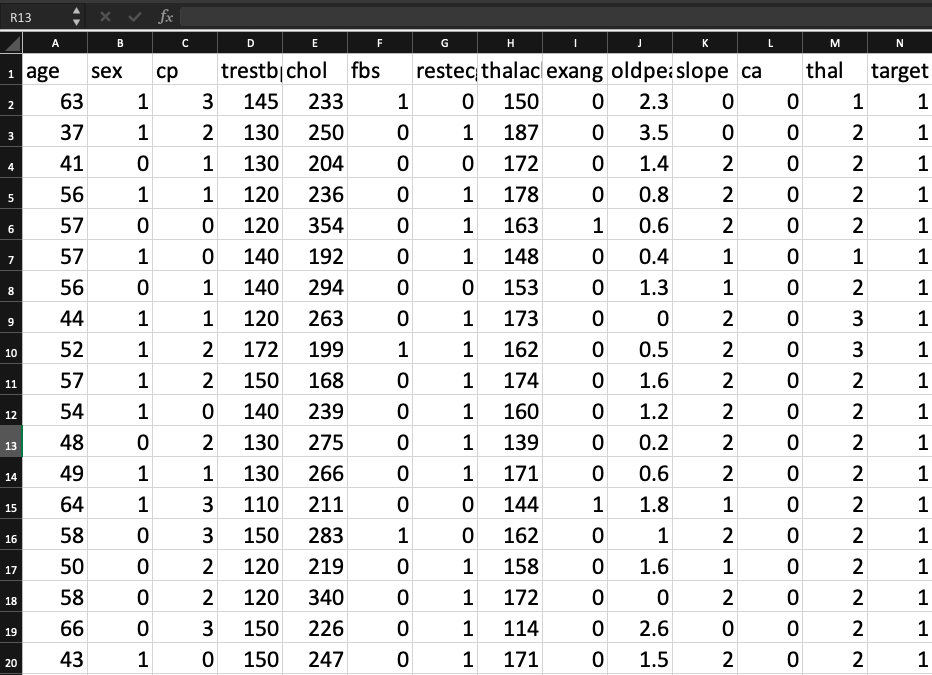 R13 fx
A B C D E F G H I J K L M N
1 age sex cp trestb chol fbs restec thalac exang oldpea slope ca thal target
2 63 1 3 145 233 1 0 150 0 2.3 0 0 1 1
3 37 1 2 130 250 0 1 187 0 3.5 0 0 2 1
4 41 0 1 130 204 0 0 172 0 1.4 2 0 2 1
5 56 1 1 120 236 0 1 178 0 0.8 2 0 2 1
6 57 0 0 120 354 0 1 163 1 0.6 2 0 2 1
7 57 1 0 140 192 0 1 148 0 0.4 1 0 1 1
8 56 0 1 140 294 0 0 153 0 1.3 1 0 2 1
9 44 1 1 120 263 0 1 173 0 0 2 0 3 1
10 52 1 2 172 199 1 1 162 0 0.5 2 0 3 1
11 57 1 2 150 168 0 1 174 0 1.6 2 0 2 1
12 54 1 0 140 239 0 1 160 0 1.2 2 0 2 1
13 48 0 2 130 275 0 1 139 0 0.2 2 0 2 1
14 49 1 1 130 266 0 1 171 0 0.6 2 0 2 1
15 64 1 3 110 211 0 0 144 1 1.8 1 0 2 1
16 58 0 3 150 283 1 0 162 0 1 2 0 2 1
17 50 0 2 120 219 0 1 158 0 1.6 1 0 2 1
18 58 0 2 120 340 0 1 172 0 0 2 0 2 1
19 66 0 3 150 226 0 1 114 0 2.6 0 0 2 1
20 43 1 0 150 247 0 1 171 0 1.5 2 0 2 1